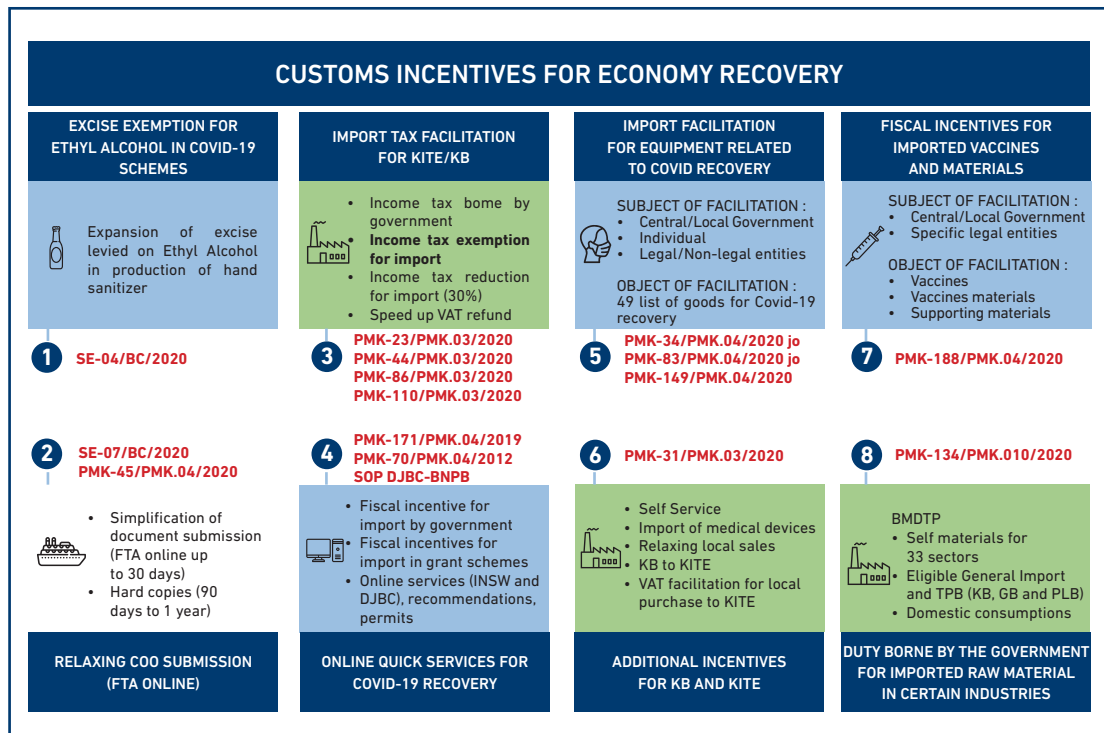 CUSTOMS INCENTIVES FOR ECONOMY RECOVERY
EXCISE EXEMPTION FOR
ETHYL ALCOHOL IN COVID-19
SCHEMES
Expansion of excise
levied on Ethyl Alcohol
in production of hand
sanitizer
1
SE-04/BC/2020
2
SE-07/BC/2020
PMK-45/PMK.04/2020
• Simplification of
document submission
(FTA online up
to 30 days)
• Hard copies (90
days to 1 year)
RELAXING COO SUBMISSION
(FTA ONLINE)
IMPORT TAX FACILITATION
FOR KITE/KB
• Income tax bome by
government
• Income tax exemption
for import
• Income tax reduction
for import (30%)
• Speed up VAT refund
3
PMK-23/PMK.03/2020
PMK-44/PMK.03/2020
PMK-86/PMK.03/2020
PMK-110/PMK.03/2020
4
PMK-171/PMK.04/2019
PMK-70/PMK.04/2012
SOP DJBC-BNPB
• Fiscal incentive for
import by government
• Fiscal incentives for
import in grant schemes
• Online services (INSW and
DJBC), recommendations,
permits
ONLINE QUICK SERVICES FOR
COVID-19 RECOVERY
IMPORT FACILITATION
FOR EQUIPMENT RELATED
TO COVID RECOVERY
SUBJECT OF FACILITATION :
• Central/Local Government
• Individual
• Legal/Non-legal entities
OBJECT OF FACILITATION :
49 list of goods for Covid-19
recovery
5
PMK-34/PMK.04/2020 jo
PMK-83/PMK.04/2020 jo
PMK-149/PMK.04/2020
6
PMK-31/PMK.03/2020
• Self Service
• Import of medical devices
• Relaxing local sales
• KB to KITE
• VAT facilitation for local
purchase to KITE
ADDITIONAL INCENTIVES
FOR KB AND KITE
FISCAL INCENTIVES FOR
IMPORTED VACCINES
AND MATERIALS
SUBJECT OF FACILITATION :
• Central/Local Government
• Specific legal entities
OBJECT OF FACILITATION :
• Vaccines
• Vaccines materials
• Supporting materials
7
PMK-188/PMK.04/2020
8
PMK-134/PMK.010/2020
BMDTP
• Self materials for
33 sectors
• Eligible General Import
and TPB (KB, GB and PLB)
• Domestic consumptions
DUTY BORNE BY THE GOVERNMENT
FOR IMPORTED RAW MATERIAL
IN CERTAIN INDUSTRIES